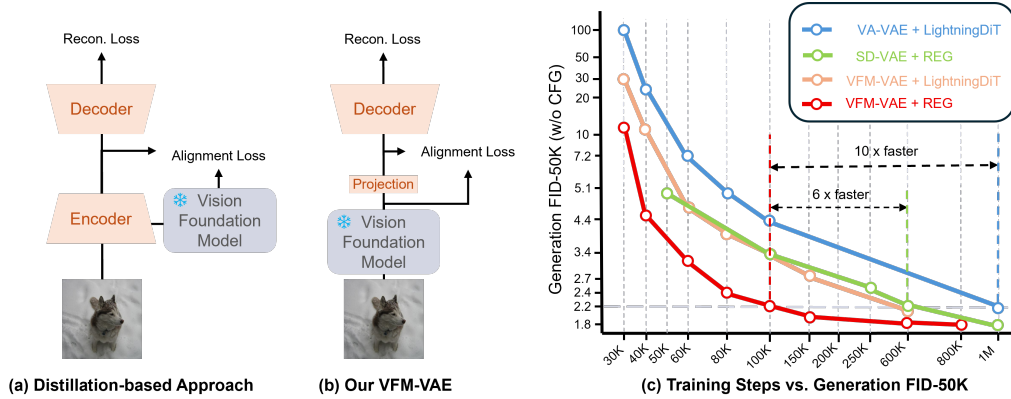 Recon. Loss
Decoder
Alignment Loss
Encoder
Vision
Foundation
Model
(a) Distillation-based Approach
Recon. Loss
Decoder
Alignment Loss
Projection
Vision
Foundation
Model
(b) Our VFM-VAE
Generation FID-50K (w/o CFG)
100
50
30
20
10
7.2
5.1
4.4
3.4
2.7
2.4
2.2
1.8
VA-VAE + LightningDiT
SD-VAE + REG
VFM-VAE + LightningDiT
VFM-VAE + REG
10 x faster
6 x faster
30K
40K
50K
60K
80K
100K
150K
200K
250K
600K
800K
1M
(c) Training Steps vs. Generation FID-50K